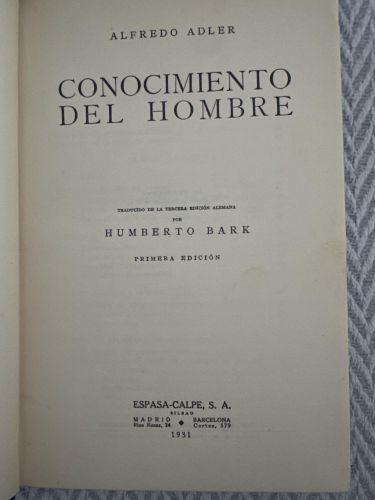 ALFREDO ADLER
CONOCIMIENTO
DEL HOMBRE
TRADUCIDO DE LA TERCERA EDICIÓN ALEMANA
POR
HUMBERTO BARK
PRIMERA EDICIÓN
ESPASA-CALPE, S. A.
BILBAO
MADRID BARCELONA
Ríos Rosas, 24 Cortes, 579
1931